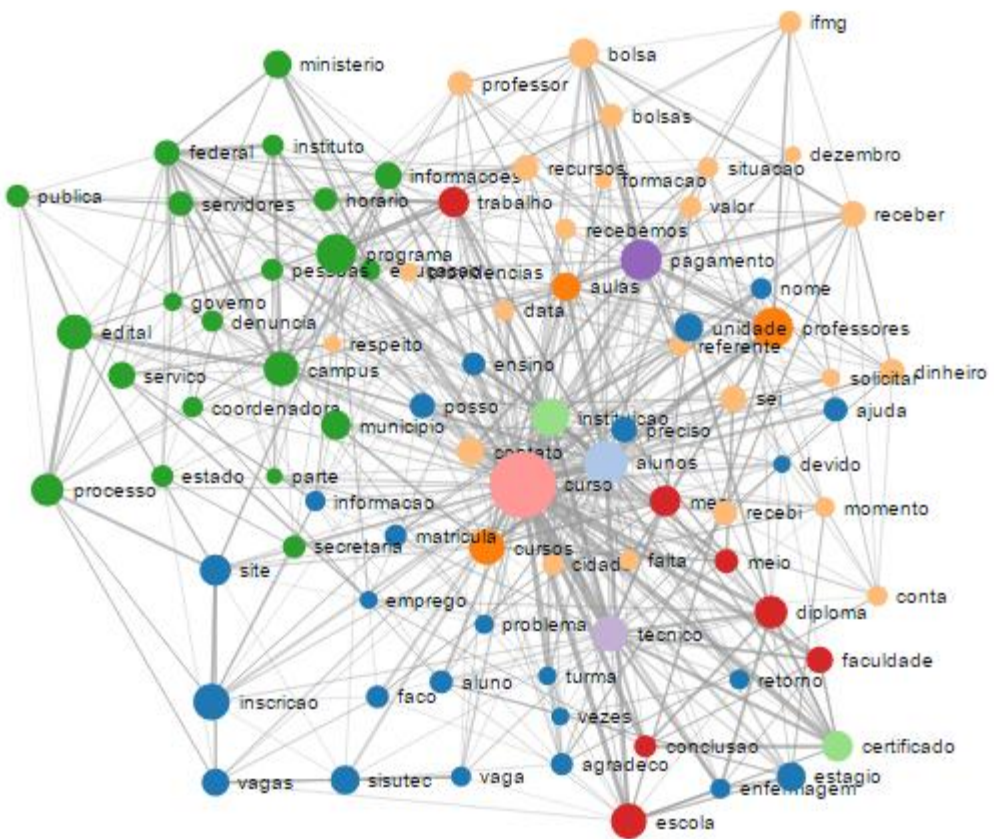 ifmg
bolsa
ministerio
professor
bolsas
instituto
federal
dezembro
recursos
situacao
informacoes
formacao
publica
servidores
horario
trabalho
valor
receber
recebemos
programa
pagamento
pessoas
educacao
providencias
aulas
nome
governo
data
denuncia
unidade
professores
edital
respeito
referente
ensino
campus
dinheiro
servico
solicitar
sei
coordenadora
posso
ajuda
instituicao
municipio
preciso
contato
alunos
devido
estado
parte
curso
processo
informacao
mec
recebi
momento
matricula
secretaria
cursos
cidade
falta
meio
site
conta
emprego
diploma
problema
tecnico
faculdade
turma
aluno
retorno
faco
inscricao
vezes
conclusao
certificado
agradeco
vaga
estagio
vagas
sisutec
enfermagem
escola